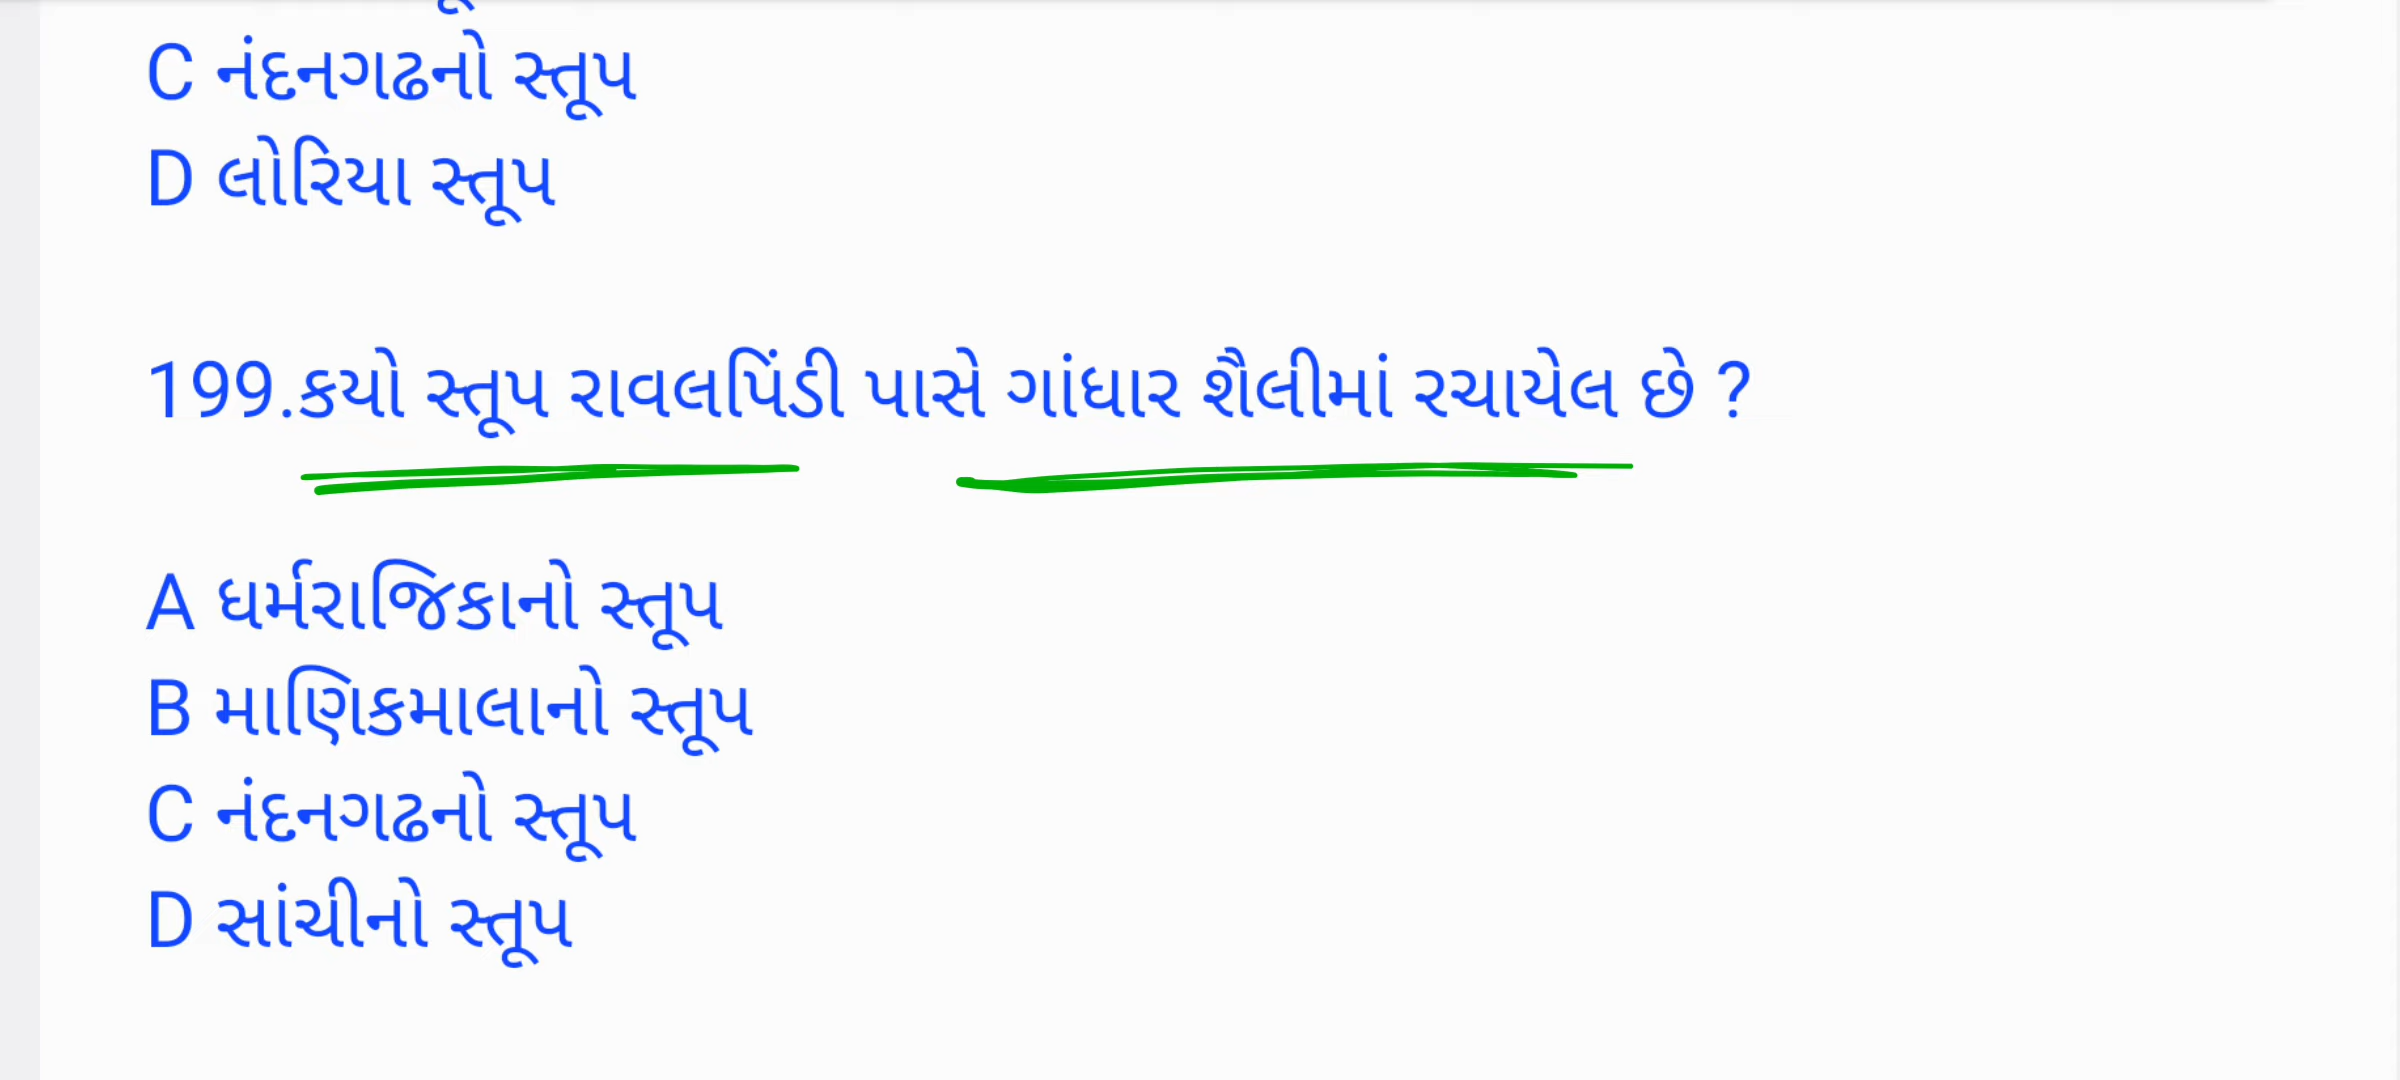 C નંદનગઢનો સ્તૂપ
D લોરિયા સ્તૂપ
199.કયો સ્તૂપ રાવલપિંડી પાસે ગાંધાર શૈલીમાં રચાયેલ છે ?
A ધર્મરાજિકાનો સ્તૂપ
B માણિકમાલાનો સ્તૂપ
C નંદનગઢનો સ્તૂપ
D સાંચીનો સ્તૂપ